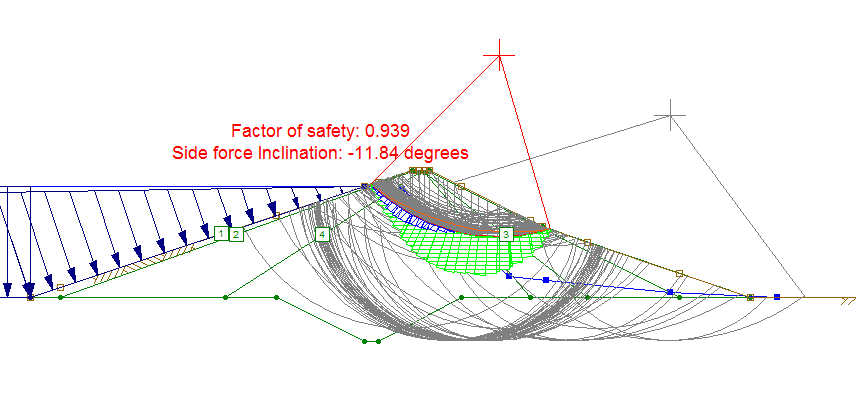 Factor of safety: 0.939
Side force Inclination: -11.84 degrees
1 2 4 3